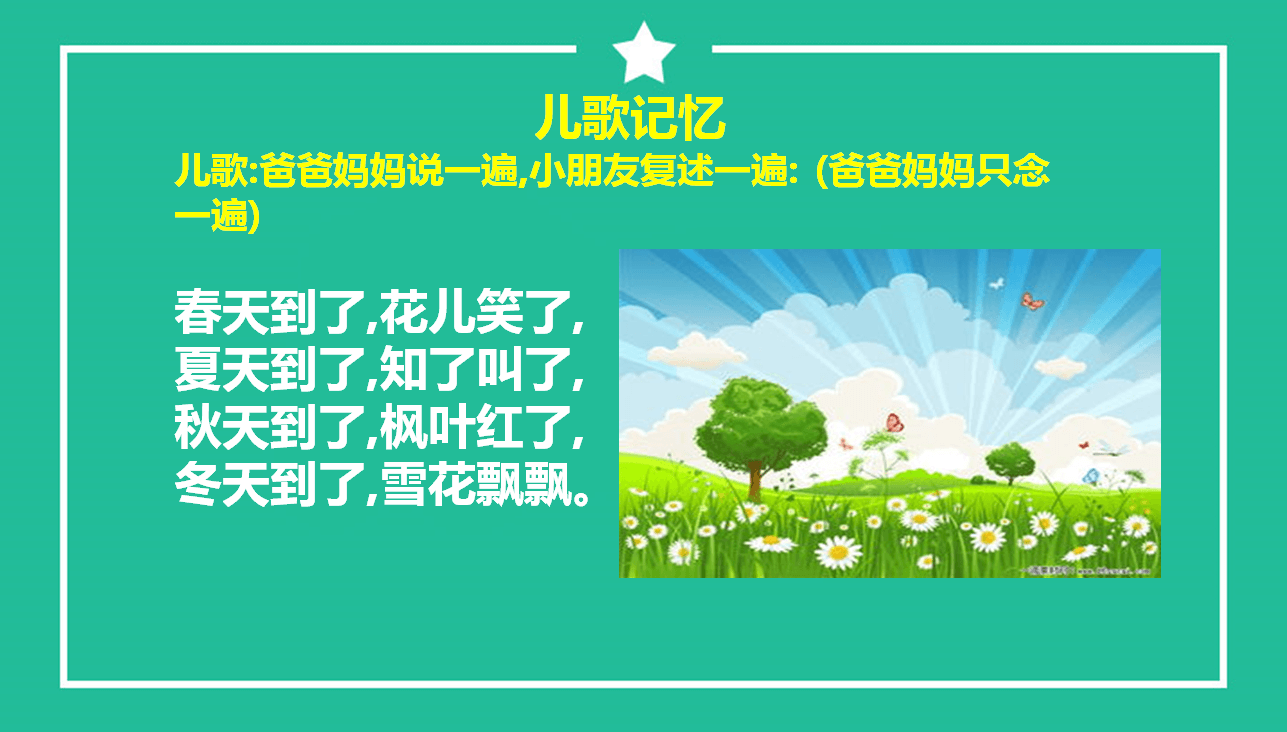 儿歌记忆
儿歌:爸爸妈妈说一遍,小朋友复述一遍: (爸爸妈妈只念
一遍)
春天到了,花儿笑了,
夏天到了,知了叫了,
秋天到了,枫叶红了,
冬天到了,雪花飘飘。